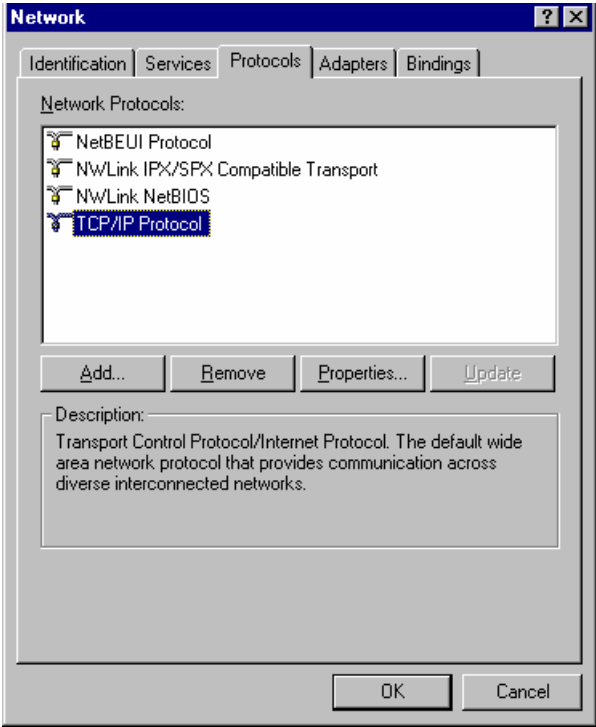 Network
Identification Services Protocols Adapters Bindings
Network Protocols:
NetBEUI Protocol
NWLink IPX/SPX Compatible Transport
NWLink NetBIOS
TCP/IP Protocol
Add... Remove Properties... Update
Description:
Transport Control Protocol/Internet Protocol. The default wide
area network protocol that provides communication across
diverse interconnected networks.
OK Cancel